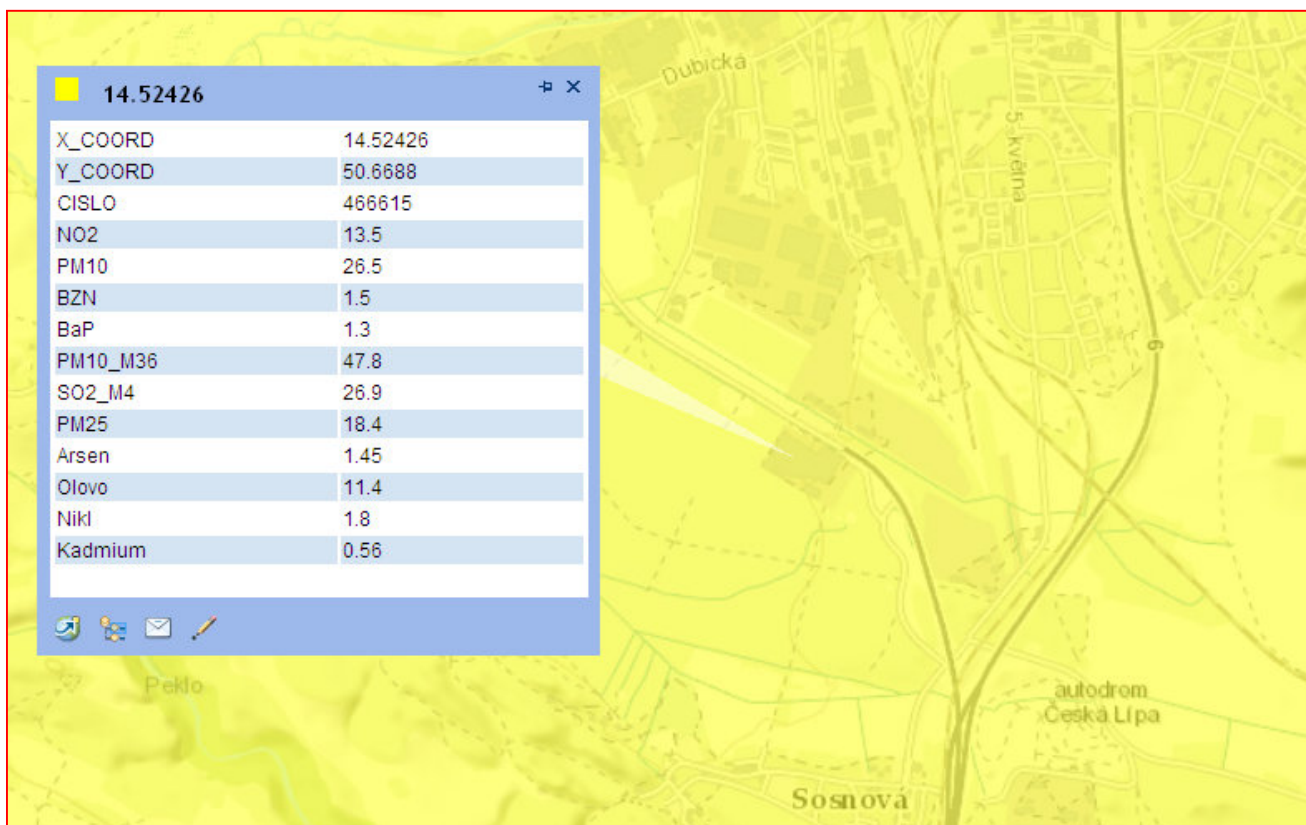 14.52426
X_COORD 14.52426
Y_COORD 50.6688
CISLO 466615
NO2 13.5
PM10 26.5
BZN 1.5
BaP 1.3
PM10_M36 47.8
SO2_M4 26.9
PM25 18.4
Arsen 1.45
Olovo 11.4
Nikl 1.8
Kadmium 0.56
Dubická
5. května
6
Peklo
autodrom
Česká Lípa
Sosnová